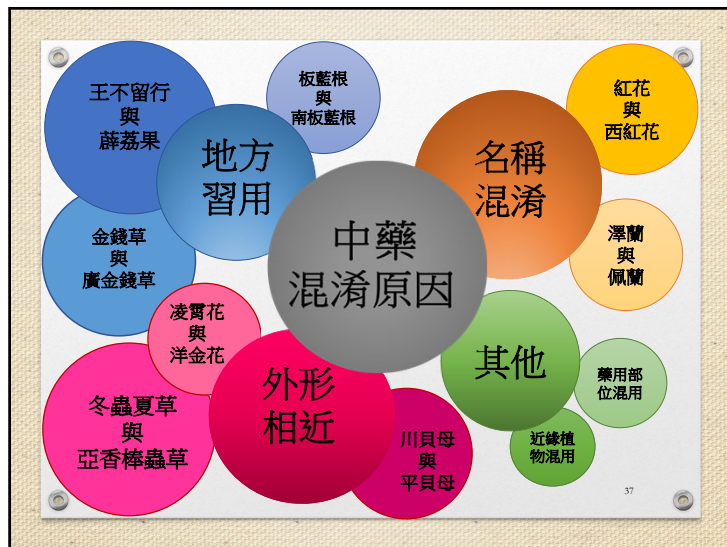 中藥
混淆原因
地方
習用
王不留行
與
薜荔果
板藍根
與
南板藍根
金錢草
與
廣金錢草
名稱
混淆
紅花
與
西紅花
澤蘭
與
佩蘭
外形
相近
凌霄花
與
洋金花
冬蟲夏草
與
亞香棒蟲草
川貝母
與
平貝母
其他
藥用部
位混用
近緣植
物混用
37